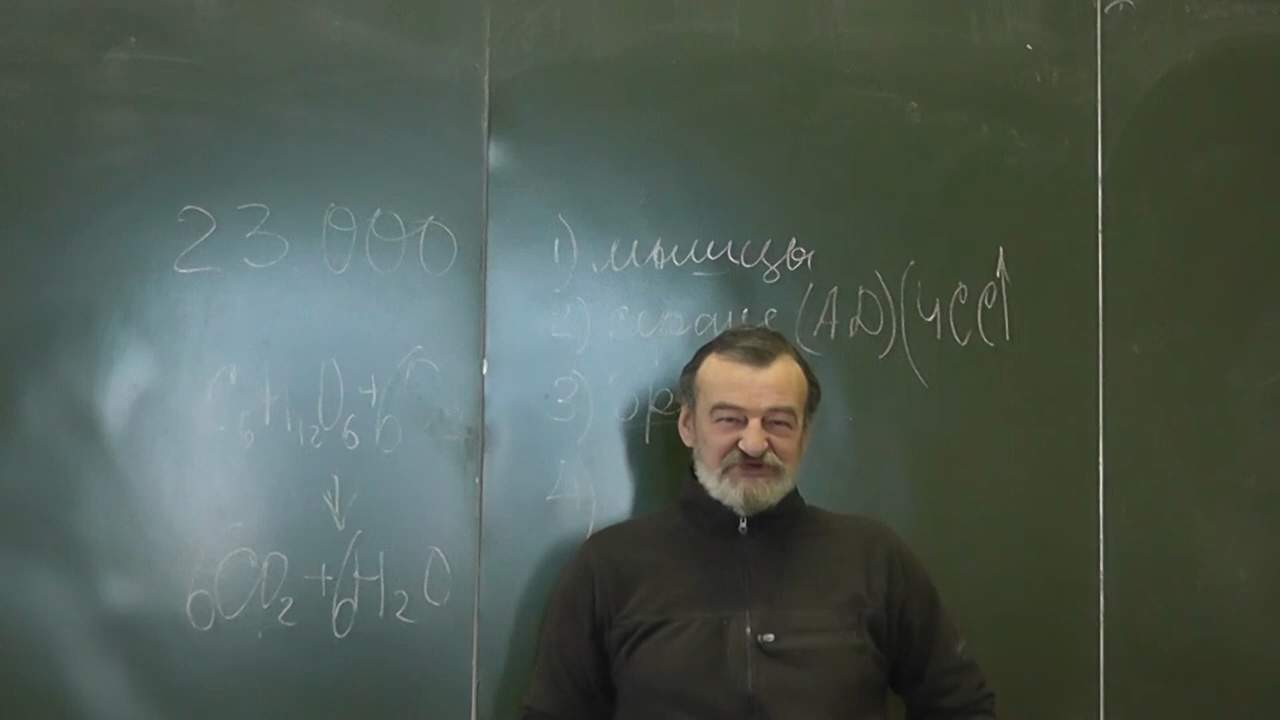 23 000
C₆H₁₂O₆+6O₂
↓
6CO₂+6H₂O
1) мышцы
2) сердце (АД)(ЧСС↑
3)
4)